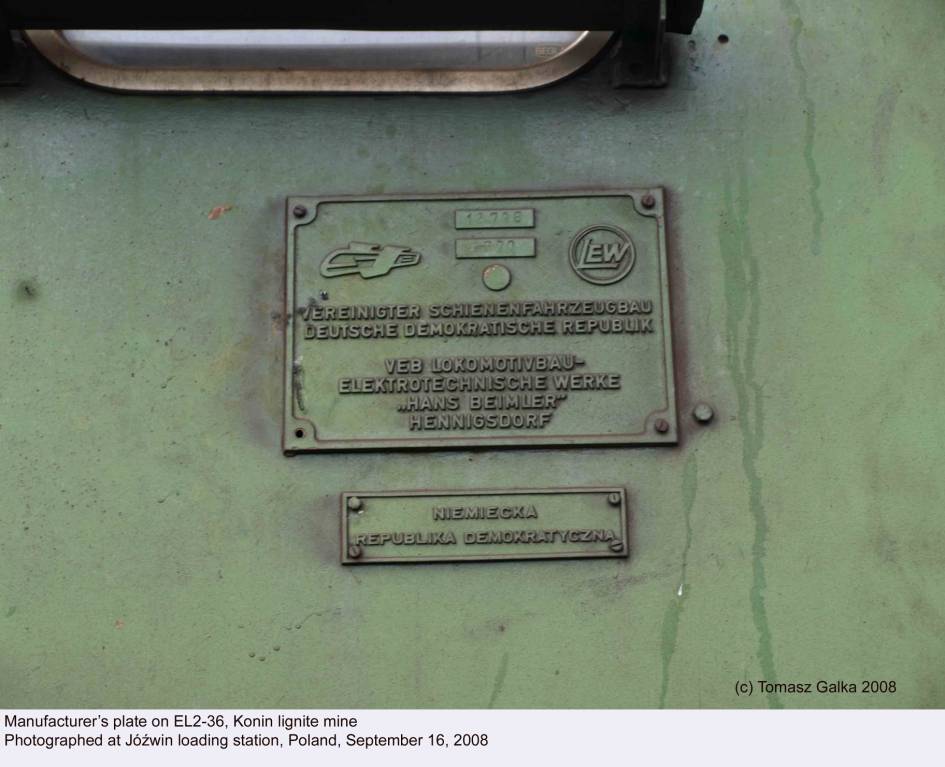 LEW
VEREINIGTER SCHIENENFAHRZEUGBAU
DEUTSCHE DEMOKRATISCHE REPUBLIK
VEB LOKOMOTIVBAU-
ELEKTROTECHNISCHE WERKE
„HANS BEIMLER”
HENNIGSDORF
NIEMIECKA
REPUBLIKA DEMOKRATYCZNA
(c) Tomasz Galka 2008
Manufacturer’s plate on EL2-36, Konin lignite mine
Photographed at Jóźwin loading station, Poland, September 16, 2008